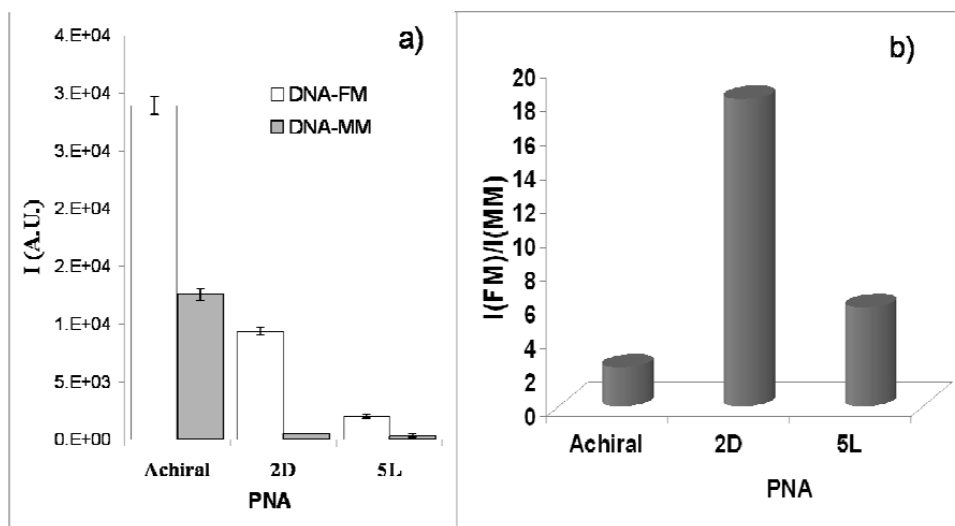 a)
4.E+04
3.E+04
3.E+04
2.E+04
2.E+04
1.E+04
5.E+03
0.E+00
I (A.U.)
DNA-FM
DNA-MM
Achiral 2D 5L
PNA
b)
20
18
16
14
12
10
8
6
4
2
0
I(FM)/I(MM)
Achiral 2D 5L
PNA